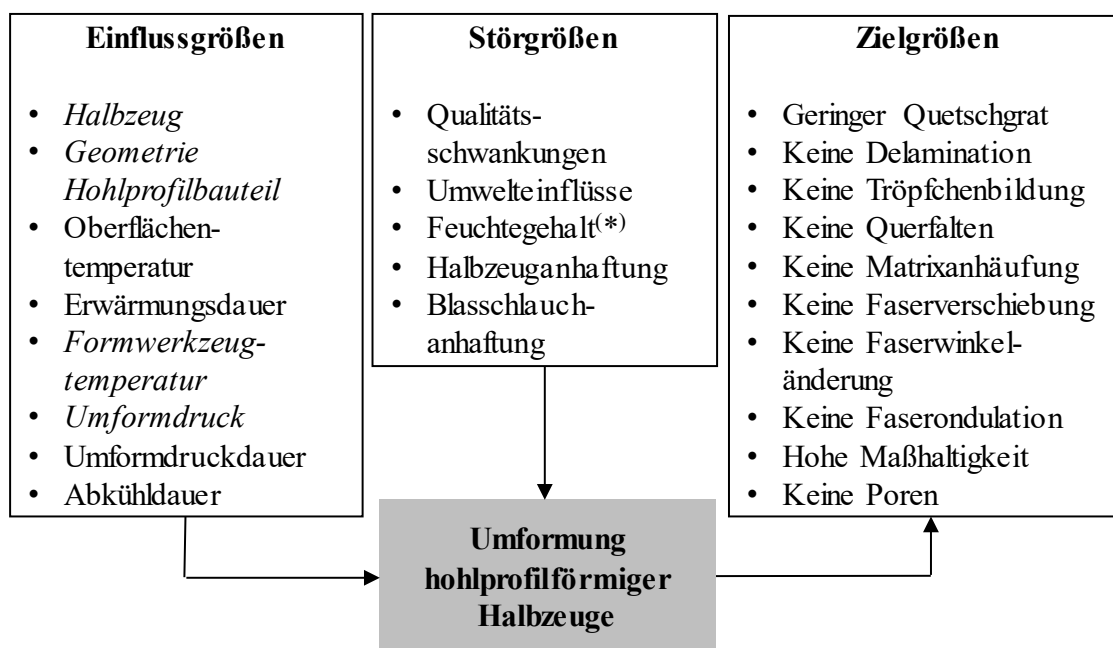 Einflussgrößen
• Halbzeug
• Geometrie
Hohlprofilbauteil
• Oberflächen-
temperatur
• Erwärmungsdauer
• Formwerkzeug-
temperatur
• Umformdruck
• Umformdruckdauer
• Abkühldauer
Störgrößen
• Qualitäts-
schwankungen
• Umwelteinflüsse
• Feuchtegehalt(*)
• Halbzeuganhaftung
• Blasschlauch-
anhaftung
Zielgrößen
• Geringer Quetschgrat
• Keine Delamination
• Keine Tröpfchenbildung
• Keine Querfalten
• Keine Matrixanhäufung
• Keine Faserverschiebung
• Keine Faserwinkel-
änderung
• Keine Faserondulation
• Hohe Maßhaltigkeit
• Keine Poren
Umformung
hohlprofilförmiger
Halbzeuge